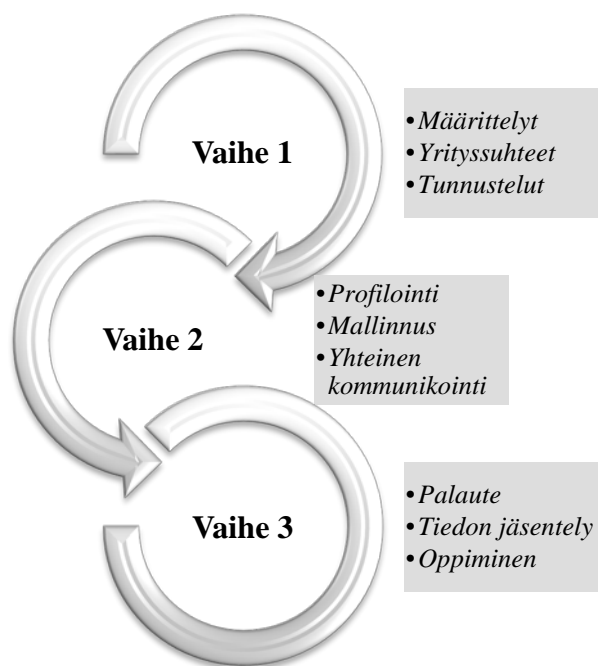 Vaihe 1
• Määrittelyt
• Yrityssuhteet
• Tunnustelut
Vaihe 2
• Profilointi
• Mallinnus
• Yhteinen
kommunikointi
Vaihe 3
• Palaute
• Tiedon jäsentely
• Oppiminen